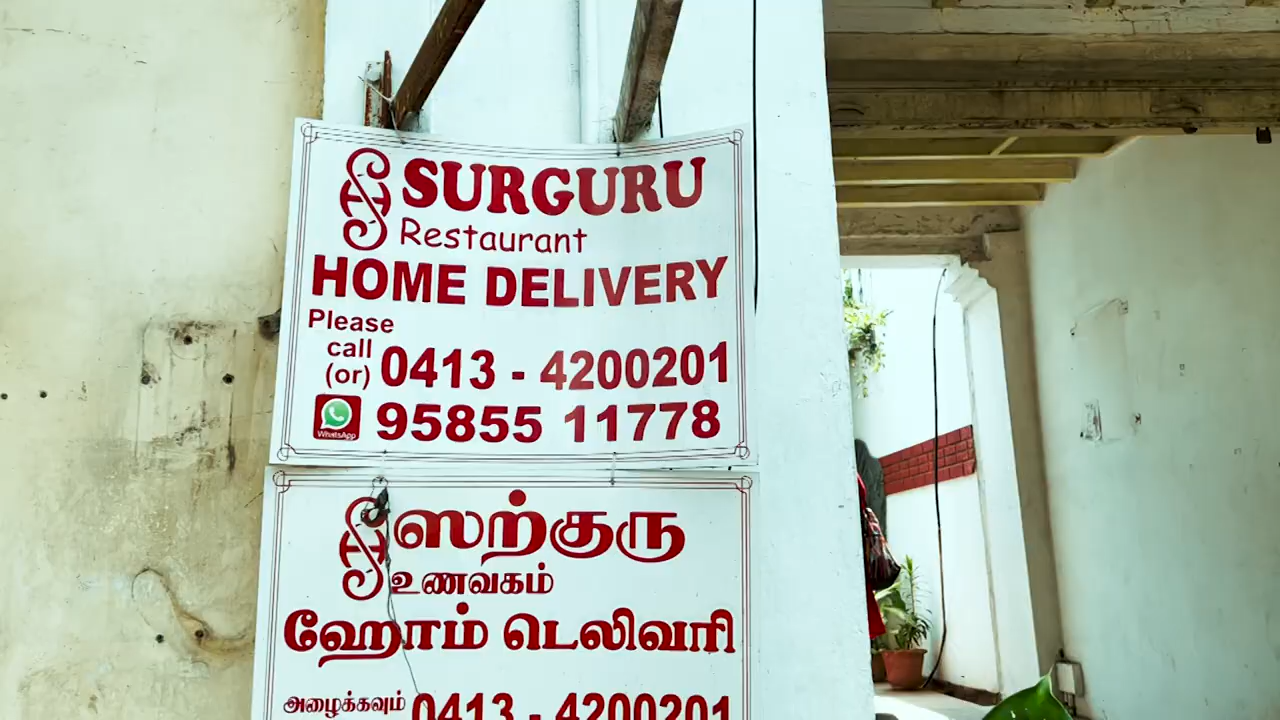 SURGURU
Restaurant
HOME DELIVERY
Please
call
(or) 0413 - 4200201
WhatsApp 95855 11778
ஸற்குரு
உணவகம்
ஹோம் டெலிவரி
அழைக்கவும் 0413 - 4200201